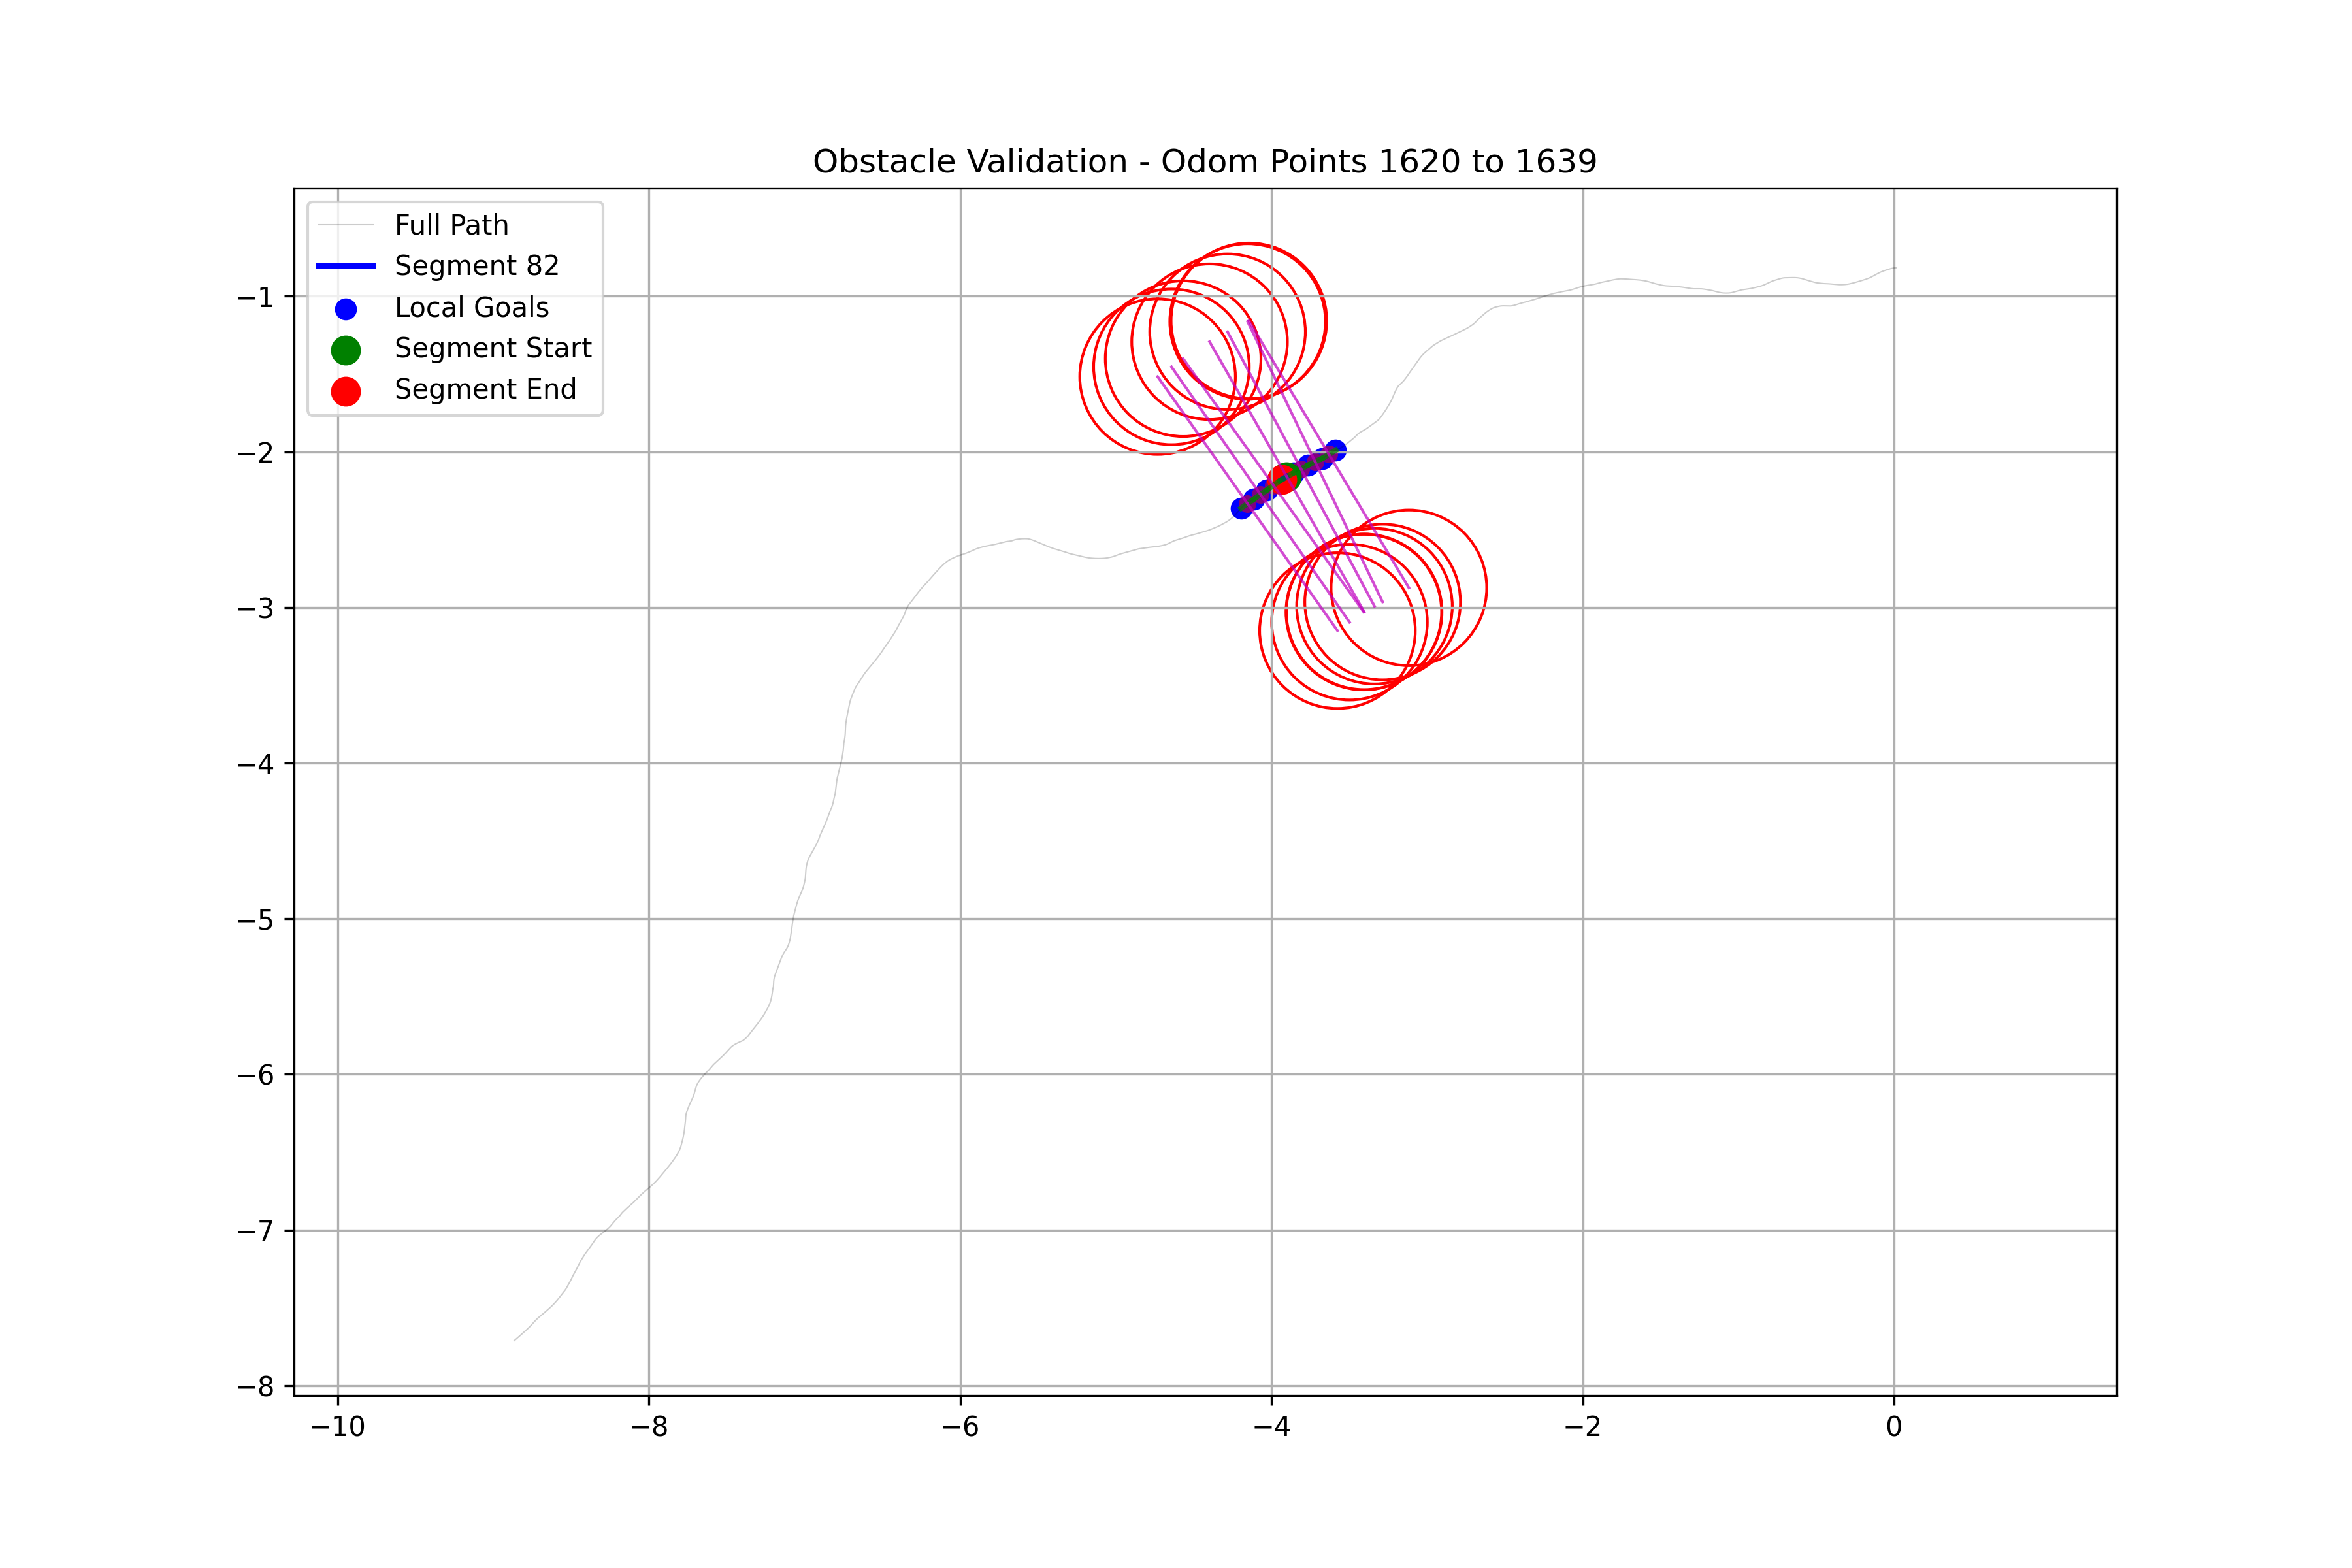 Obstacle Validation - Odom Points 1620 to 1639
Full Path
Segment 82
Local Goals
Segment Start
Segment End
−1
−2
−3
−4
−5
−6
−7
−8
−10
−8
−6
−4
−2
0